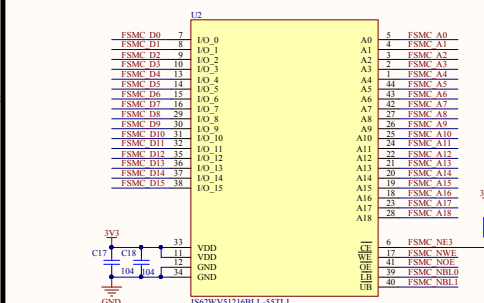 U2
FSMC_D0 7 I/O_0 A0 5 FSMC_A0
FSMC_D1 8 I/O_1 A1 4 FSMC_A1
FSMC_D2 9 I/O_2 A2 3 FSMC_A2
FSMC_D3 10 I/O_3 A3 2 FSMC_A3
FSMC_D4 13 I/O_4 A4 1 FSMC_A4
FSMC_D5 14 I/O_5 A5 44 FSMC_A5
FSMC_D6 15 I/O_6 A6 43 FSMC_A6
FSMC_D7 16 I/O_7 A7 42 FSMC_A7
FSMC_D8 29 I/O_8 A8 27 FSMC_A8
FSMC_D9 30 I/O_9 A9 26 FSMC_A9
FSMC_D10 31 I/O_10 A10 25 FSMC_A10
FSMC_D11 32 I/O_11 A11 24 FSMC_A11
FSMC_D12 35 I/O_12 A12 22 FSMC_A12
FSMC_D13 36 I/O_13 A13 21 FSMC_A13
FSMC_D14 37 I/O_14 A14 20 FSMC_A14
FSMC_D15 38 I/O_15 A15 19 FSMC_A15
A16 18 FSMC_A16
A17 23 FSMC_A17
A18 28 FSMC_A18
3V3
33 VDD CE 6 FSMC_NE3
C17 C18 11 VDD WE 17 FSMC_NWE
12 GND OE 41 FSMC_NOE
104 104 34 GND LB 39 FSMC_NBL0
UB 40 FSMC_NBL1
GND IS62WV51216BLL-55TLI